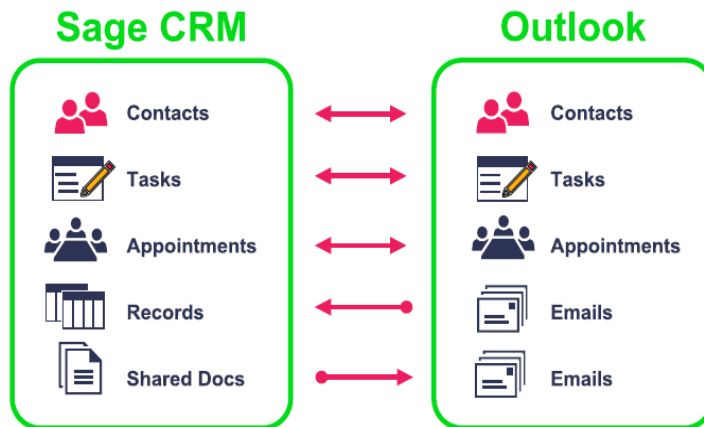 Sage CRM
Outlook
Contacts
Contacts
Tasks
Tasks
Appointments
Appointments
Records
Emails
Shared Docs
Emails